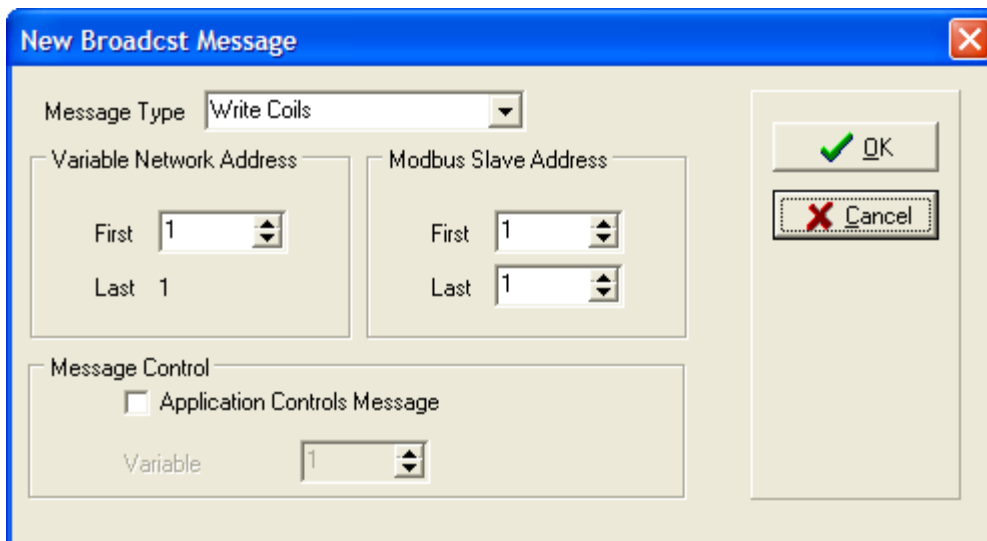 New Broadcst Message
Message Type Write Coils
OK
Variable Network Address
First 1
Last 1
Modbus Slave Address
First 1
Last 1
Cancel
Message Control
Application Controls Message
Variable 1